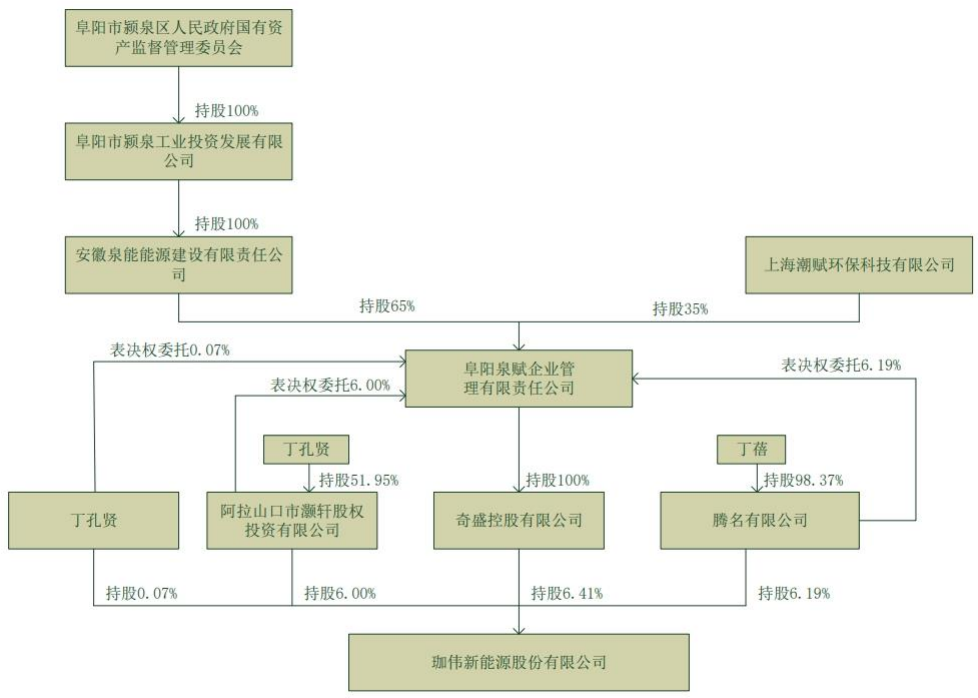 阜阳市颍泉区人民政府国有资
产监督管理委员会
持股100%
阜阳市颍泉工业投资发展有限
公司
持股100%
安徽泉能能源建设有限责任公
司
上海潮赋环保科技有限公司
持股65%
持股35%
表决权委托0.07%
阜阳泉赋企业管
理有限责任公司
表决权委托6.19%
表决权委托6.00%
丁孔贤
丁蓓
持股51.95%
持股100%
持股98.37%
丁孔贤
阿拉山口市灏轩股权
投资有限公司
奇盛控股有限公司
腾名有限公司
持股0.07%
持股6.00%
持股6.41%
持股6.19%
珈伟新能源股份有限公司